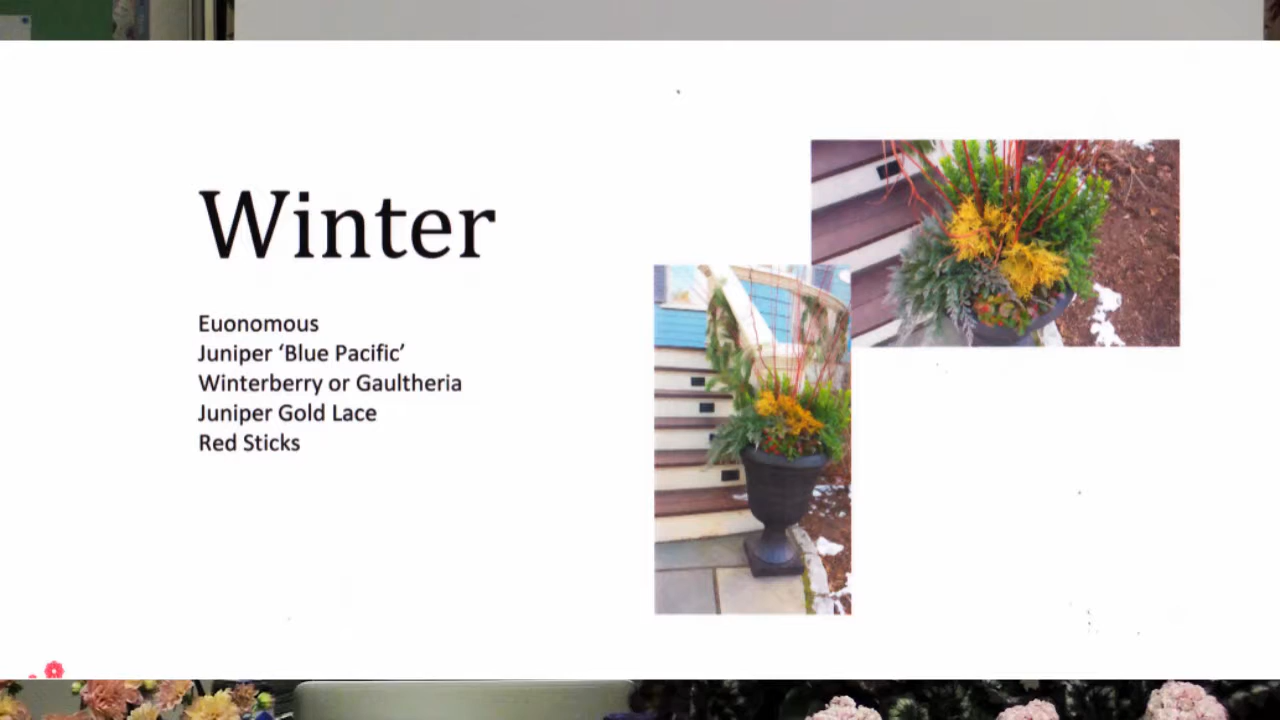 Winter
Euonomous
Juniper ‘Blue Pacific’
Winterberry or Gaultheria
Juniper Gold Lace
Red Sticks